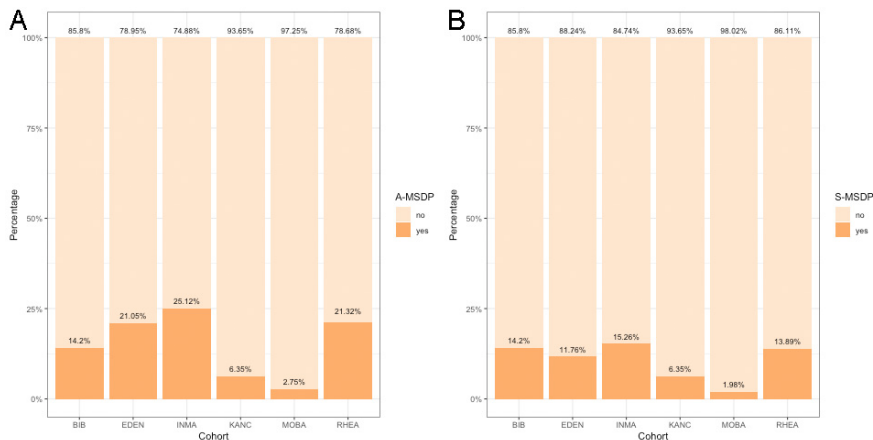 A
85.8% 78.95% 74.88% 93.65% 97.25% 78.68%
100%
75%
50%
25%
0%
Percentage
14.2% 21.05% 25.12% 6.35% 2.75% 21.32%
BIB EDEN INMA KANC MOBA RHEA
Cohort
A-MSDP
no
yes
B
85.8% 88.24% 84.74% 93.65% 98.02% 86.11%
100%
75%
50%
25%
0%
Percentage
14.2% 11.76% 15.26% 6.35% 1.98% 13.89%
BIB EDEN INMA KANC MOBA RHEA
Cohort
S-MSDP
no
yes